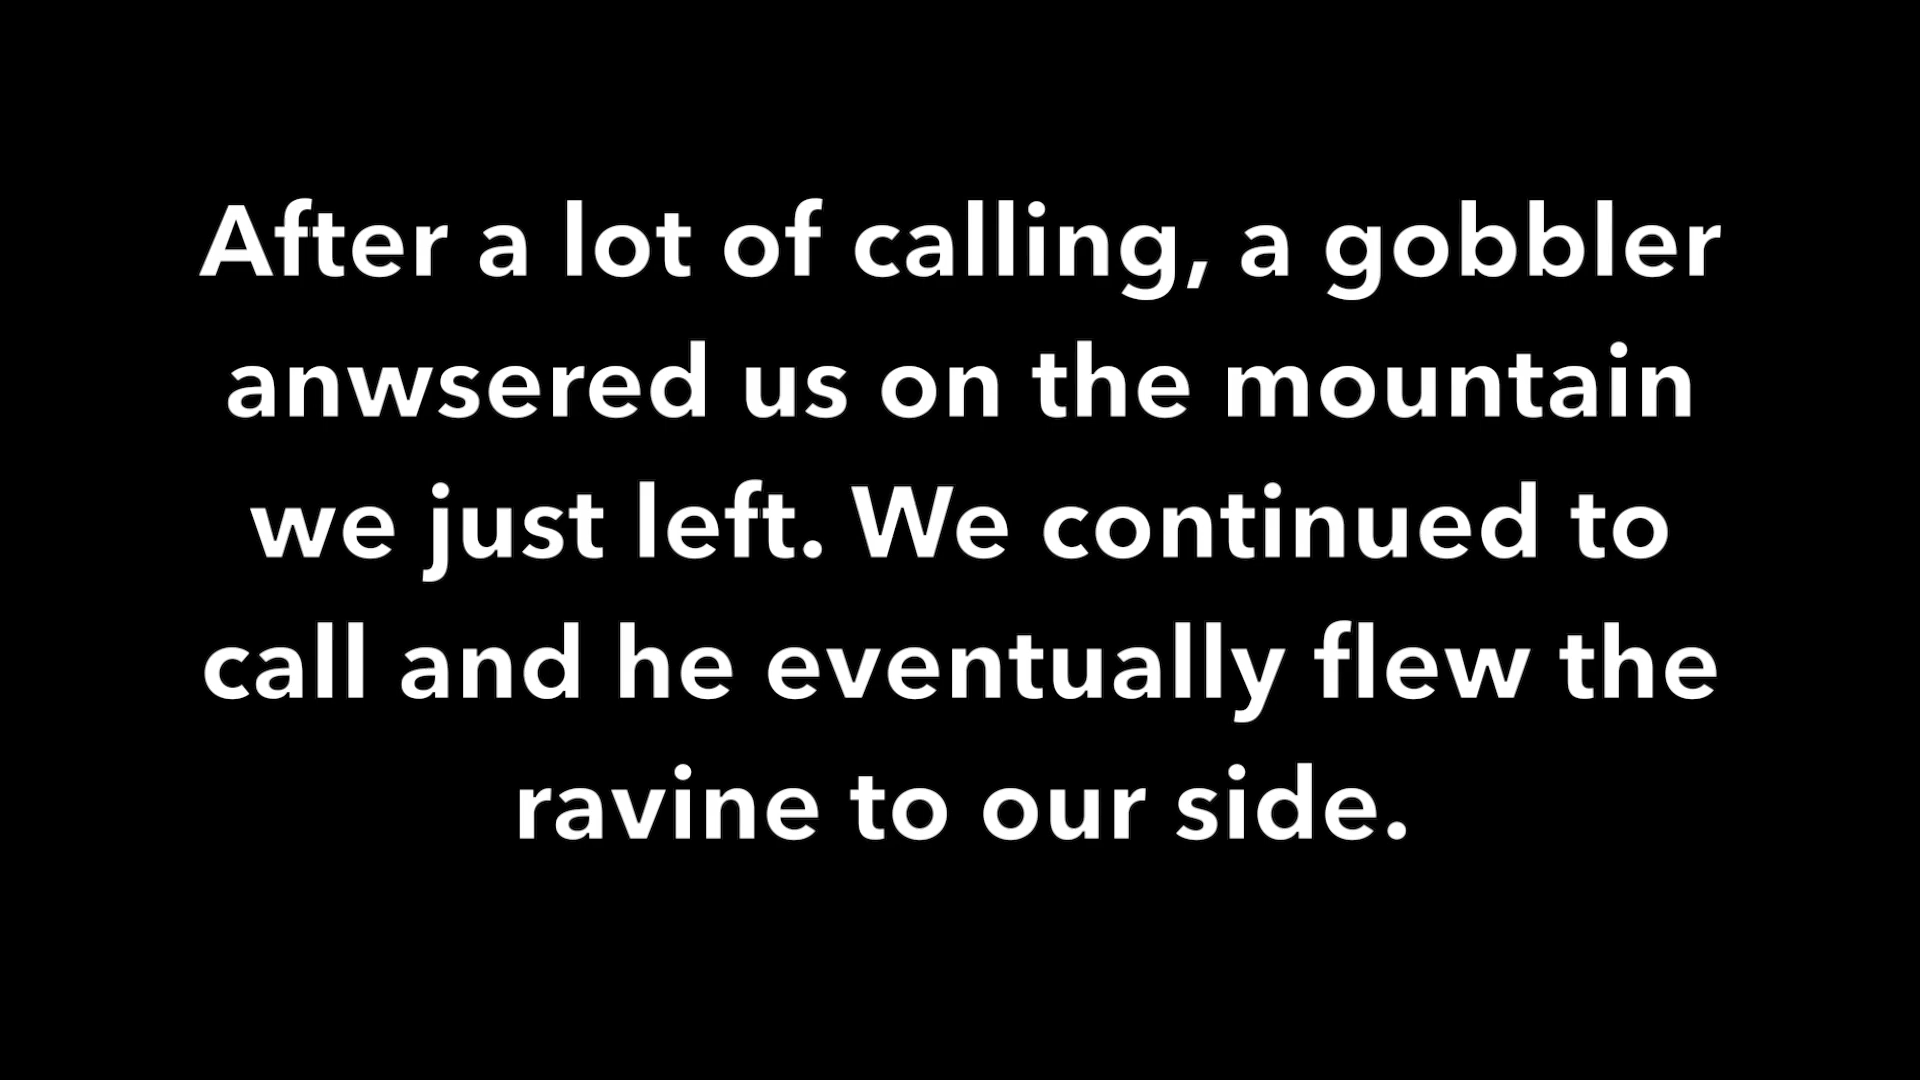 After a lot of calling, a gobbler
anwsered us on the mountain
we just left. We continued to
call and he eventually flew the
ravine to our side.